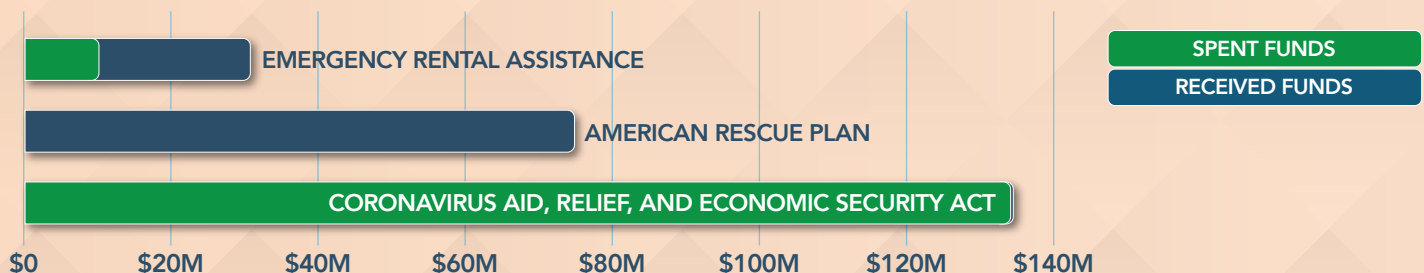 EMERGENCY RENTAL ASSISTANCE
SPENT FUNDS
RECEIVED FUNDS
AMERICAN RESCUE PLAN
CORONAVIRUS AID, RELIEF, AND ECONOMIC SECURITY ACT
$0 $20M $40M $60M $80M $100M $120M $140M